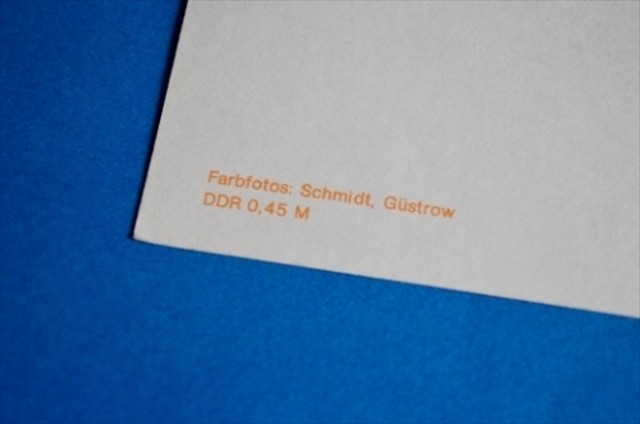 Farbfotos: Schmidt, Güstrow
DDR 0,45 M